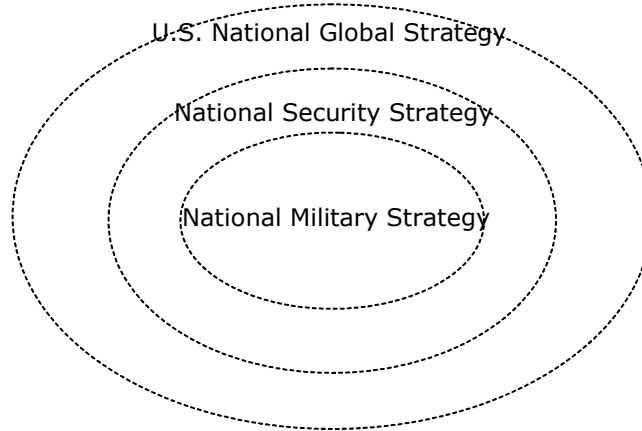 U.S. National Global Strategy
National Security Strategy
National Military Strategy